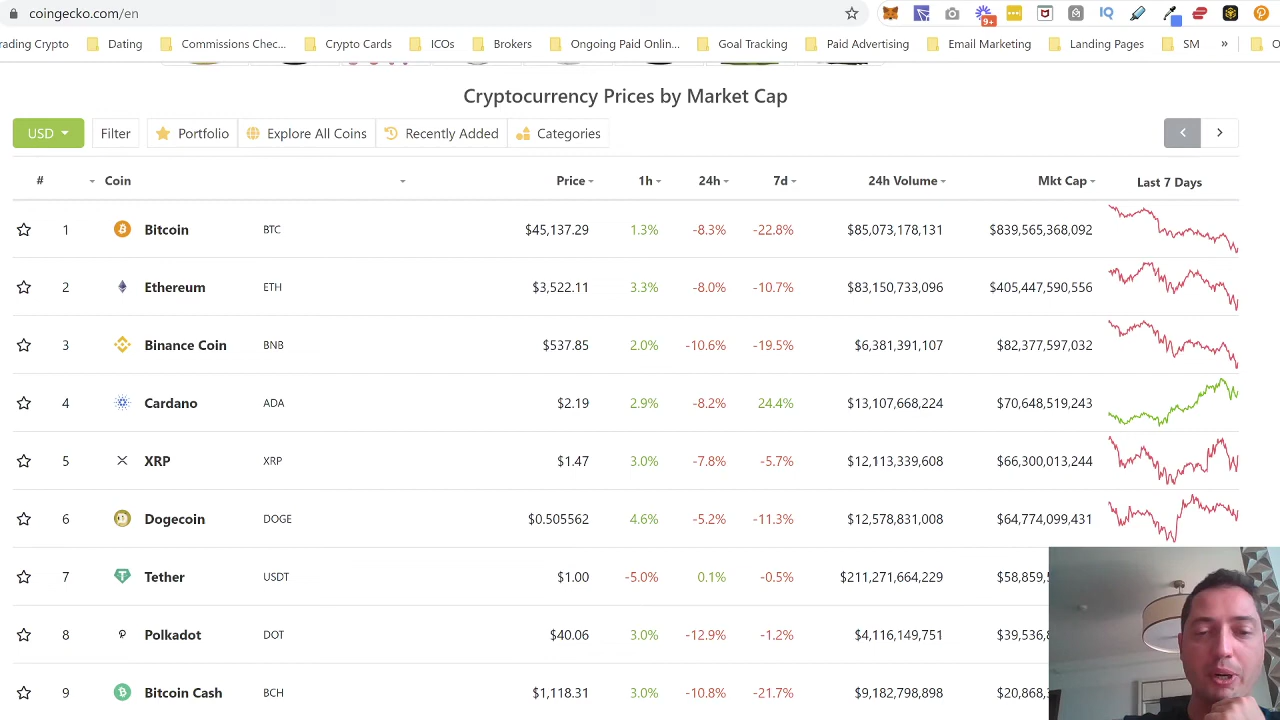 coingecko.com/en
9+
IQ
rading Crypto Dating Commissions Chec... Crypto Cards ICOs Brokers Ongoing Paid Onlin... Goal Tracking Paid Advertising Email Marketing Landing Pages SM » O
Cryptocurrency Prices by Market Cap
USD Filter Portfolio Explore All Coins Recently Added Categories
# Coin Price 1h 24h 7d 24h Volume Mkt Cap Last 7 Days
1 Bitcoin BTC $45,137.29 1.3% -8.3% -22.8% $85,073,178,131 $839,565,368,092
2 Ethereum ETH $3,522.11 3.3% -8.0% -10.7% $83,150,733,096 $405,447,590,556
3 Binance Coin BNB $537.85 2.0% -10.6% -19.5% $6,381,391,107 $82,377,597,032
4 Cardano ADA $2.19 2.9% -8.2% 24.4% $13,107,668,224 $70,648,519,243
5 XRP XRP $1.47 3.0% -7.8% -5.7% $12,113,339,608 $66,300,013,244
6 Dogecoin DOGE $0.505562 4.6% -5.2% -11.3% $12,578,831,008 $64,774,099,431
7 Tether USDT $1.00 -5.0% 0.1% -0.5% $211,271,664,229 $58,859,5
8 Polkadot DOT $40.06 3.0% -12.9% -1.2% $4,116,149,751 $39,536,8
9 Bitcoin Cash BCH $1,118.31 3.0% -10.8% -21.7% $9,182,798,898 $20,868,3